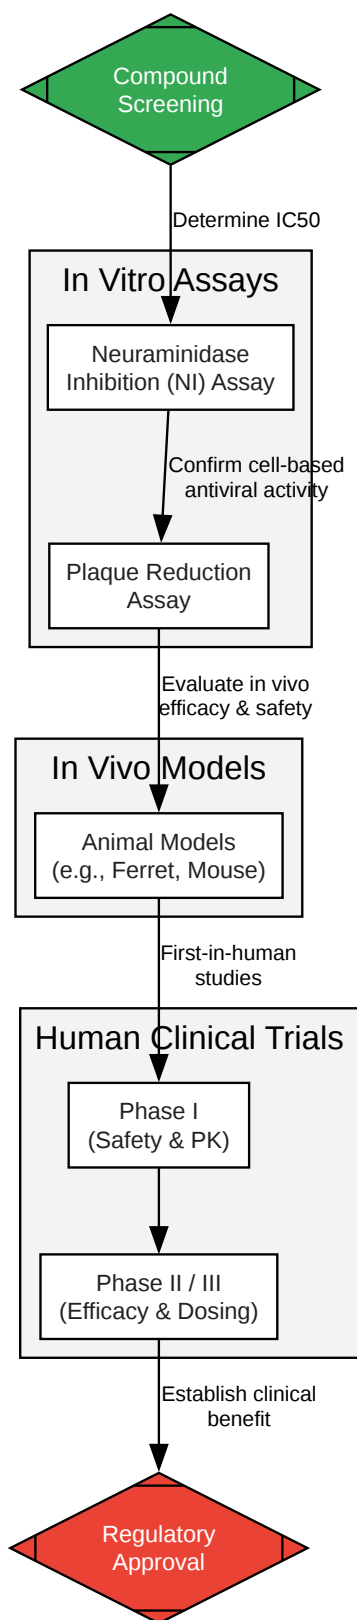 Compound
Screening
Determine IC50
In Vitro Assays
Neuraminidase
Inhibition (NI) Assay
Confirm cell-based
antiviral activity
Plaque Reduction
Assay
Evaluate in vivo
efficacy & safety
In Vivo Models
Animal Models
(e.g., Ferret, Mouse)
First-in-human
studies
Human Clinical Trials
Phase I
(Safety & PK)
Phase II / III
(Efficacy & Dosing)
Establish clinical
benefit
Regulatory
Approval